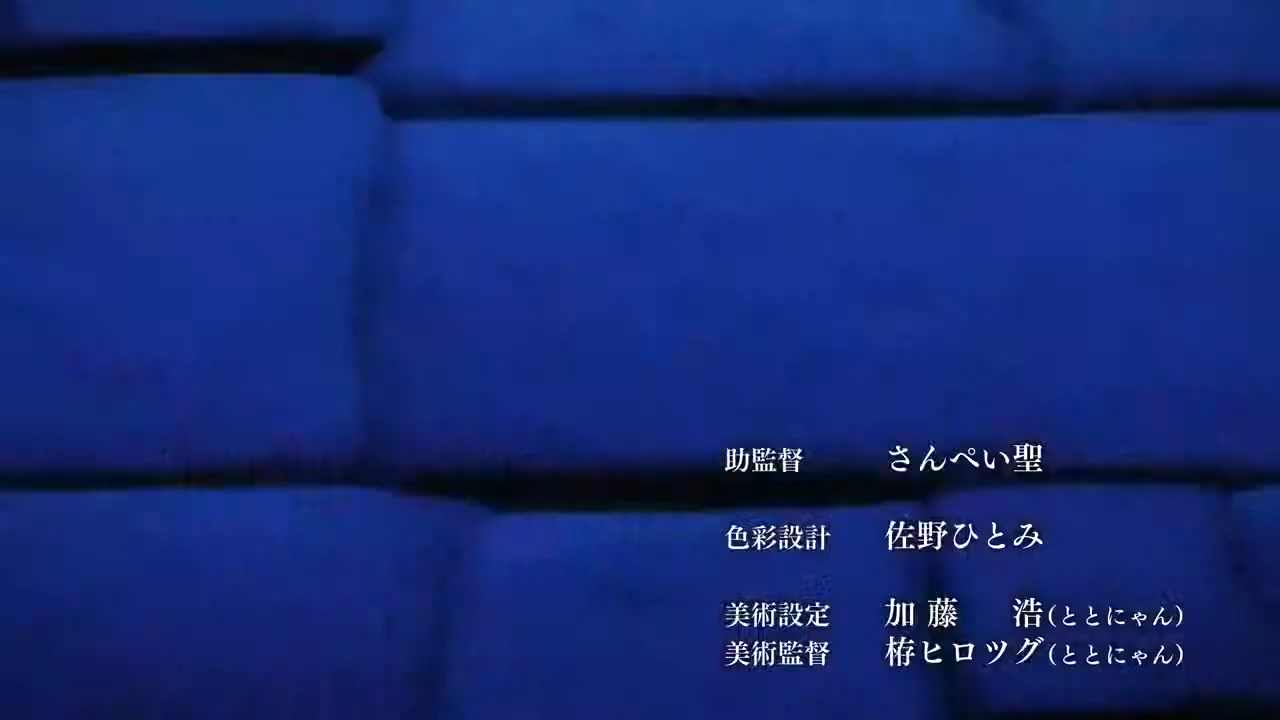 助監督 さんぺい聖
色彩設計 佐野ひとみ
美術設定 加藤 浩(ととにゃん)
美術監督 栫ヒロツグ(ととにゃん)